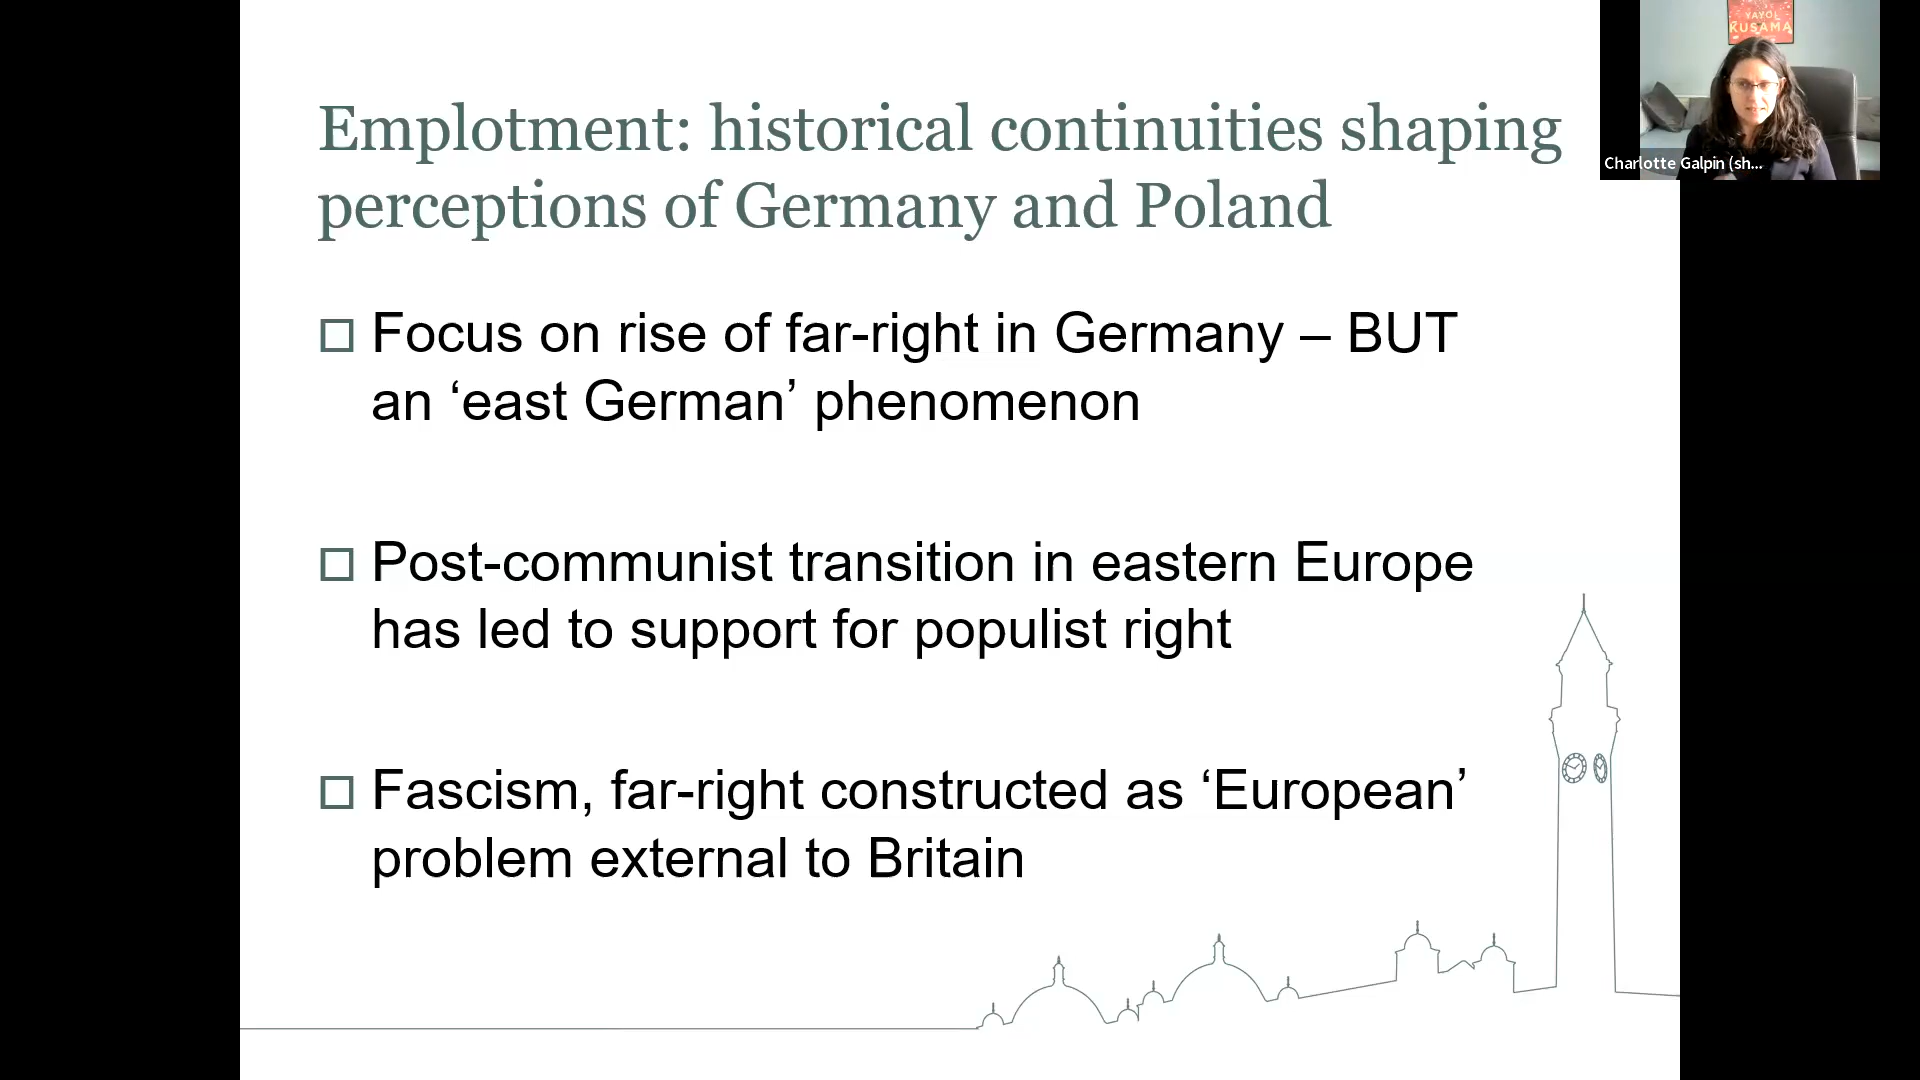 YAYOI
KUSAMA
Charlotte Galpin (sh...
Emplotment: historical continuities shaping
perceptions of Germany and Poland
Focus on rise of far-right in Germany – BUT
an ‘east German’ phenomenon
Post-communist transition in eastern Europe
has led to support for populist right
Fascism, far-right constructed as ‘European’
problem external to Britain